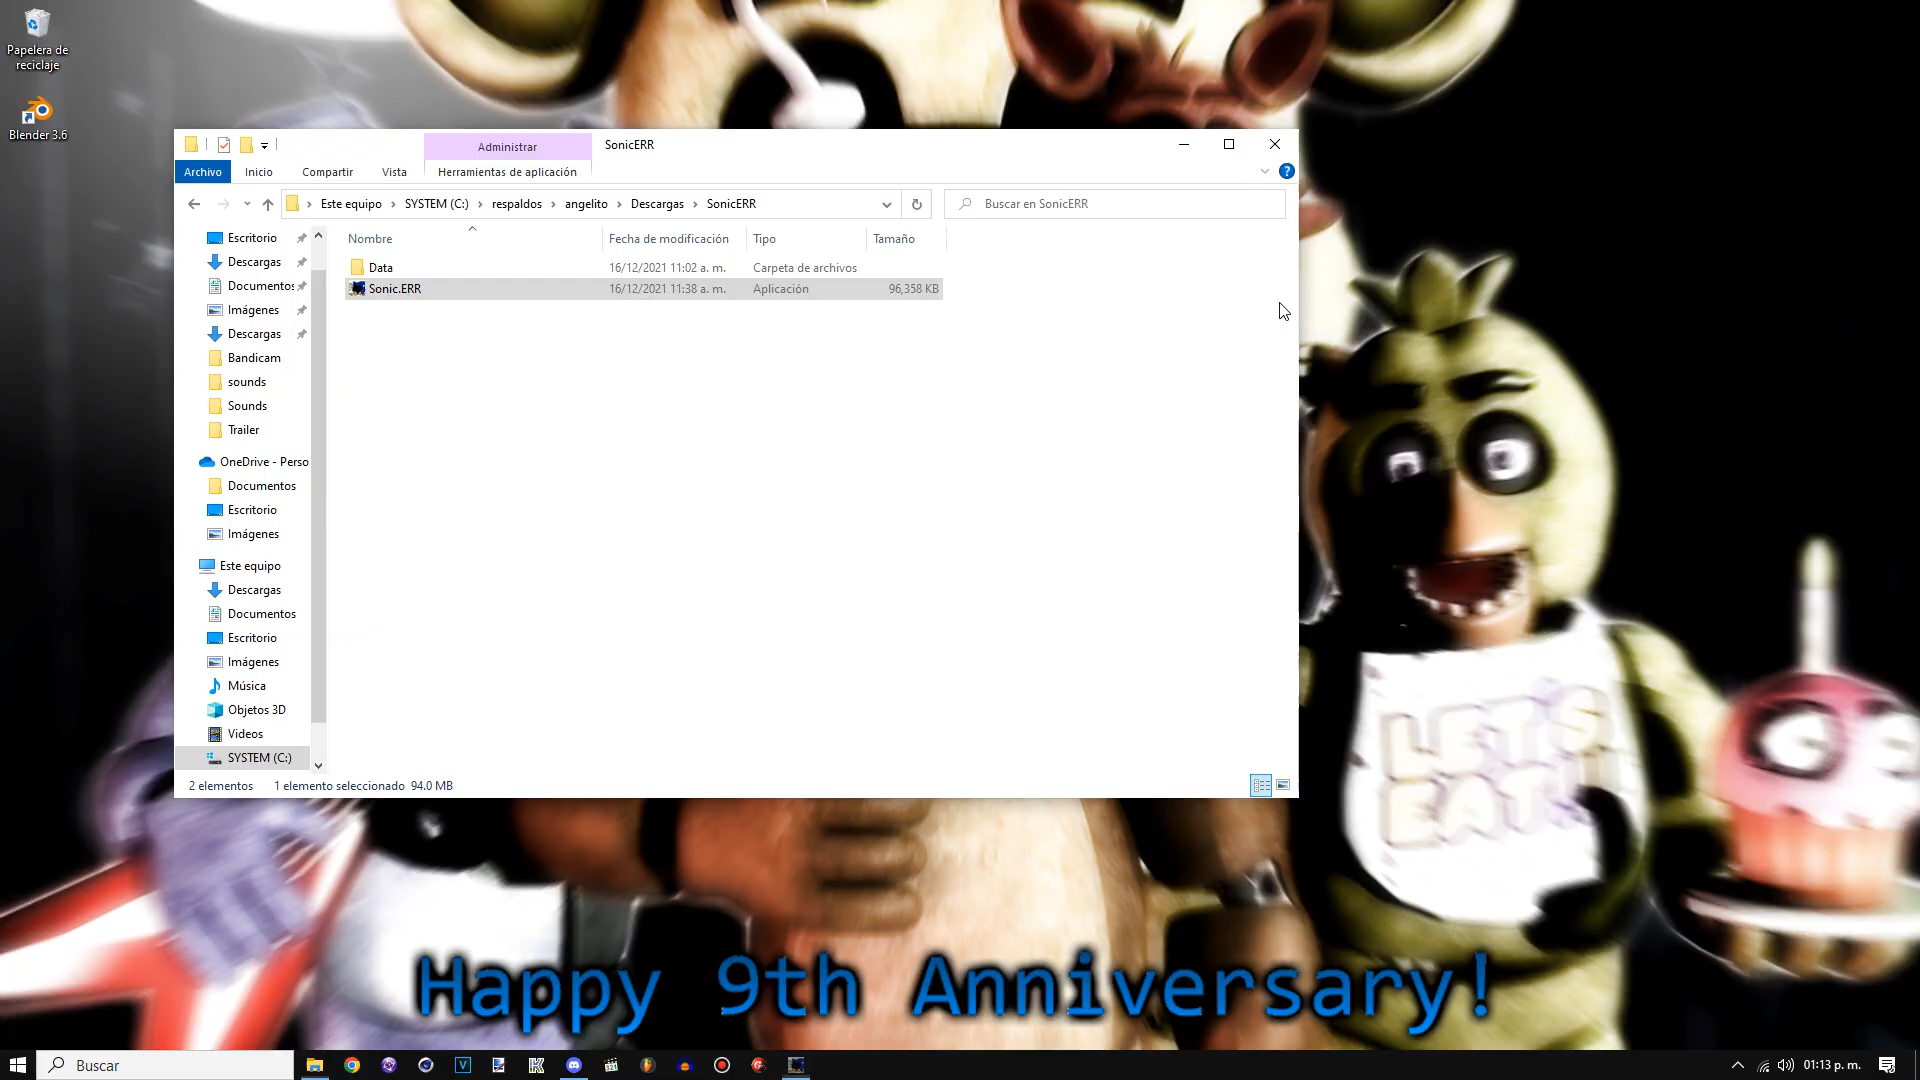 Papelera de
reciclaje
Blender 3.6
Administrar
SonicERR
Archivo
Inicio
Compartir
Vista
Herramientas de aplicación
Este equipo > SYSTEM (C:) > respaldos > angelito > Descargas > SonicERR
Buscar en SonicERR
Nombre
Fecha de modificación
Tipo
Tamaño
Data
16/12/2021 11:02 a. m.
Carpeta de archivos
Sonic.ERR
16/12/2021 11:38 a. m.
Aplicación
96,358 KB
Escritorio
Descargas
Documentos
Imágenes
Descargas
Bandicam
sounds
Sounds
Trailer
OneDrive - Perso
Documentos
Escritorio
Imágenes
Este equipo
Descargas
Documentos
Escritorio
Imágenes
Música
Objetos 3D
Videos
SYSTEM (C:)
2 elementos
1 elemento seleccionado 94.0 MB
LET'S
EAT!
Happy 9th Anniversary!
Buscar
01:13 p. m.